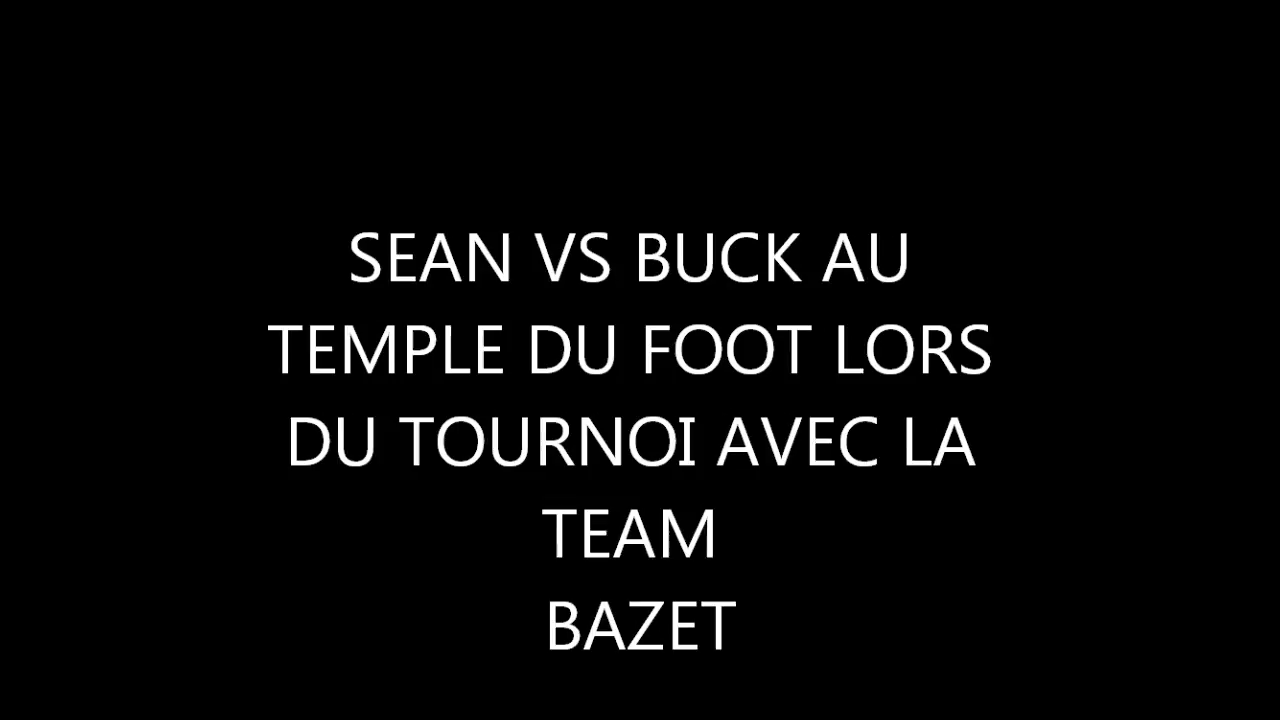 SEAN VS BUCK AU
TEMPLE DU FOOT LORS
DU TOURNOI AVEC LA
TEAM
BAZET